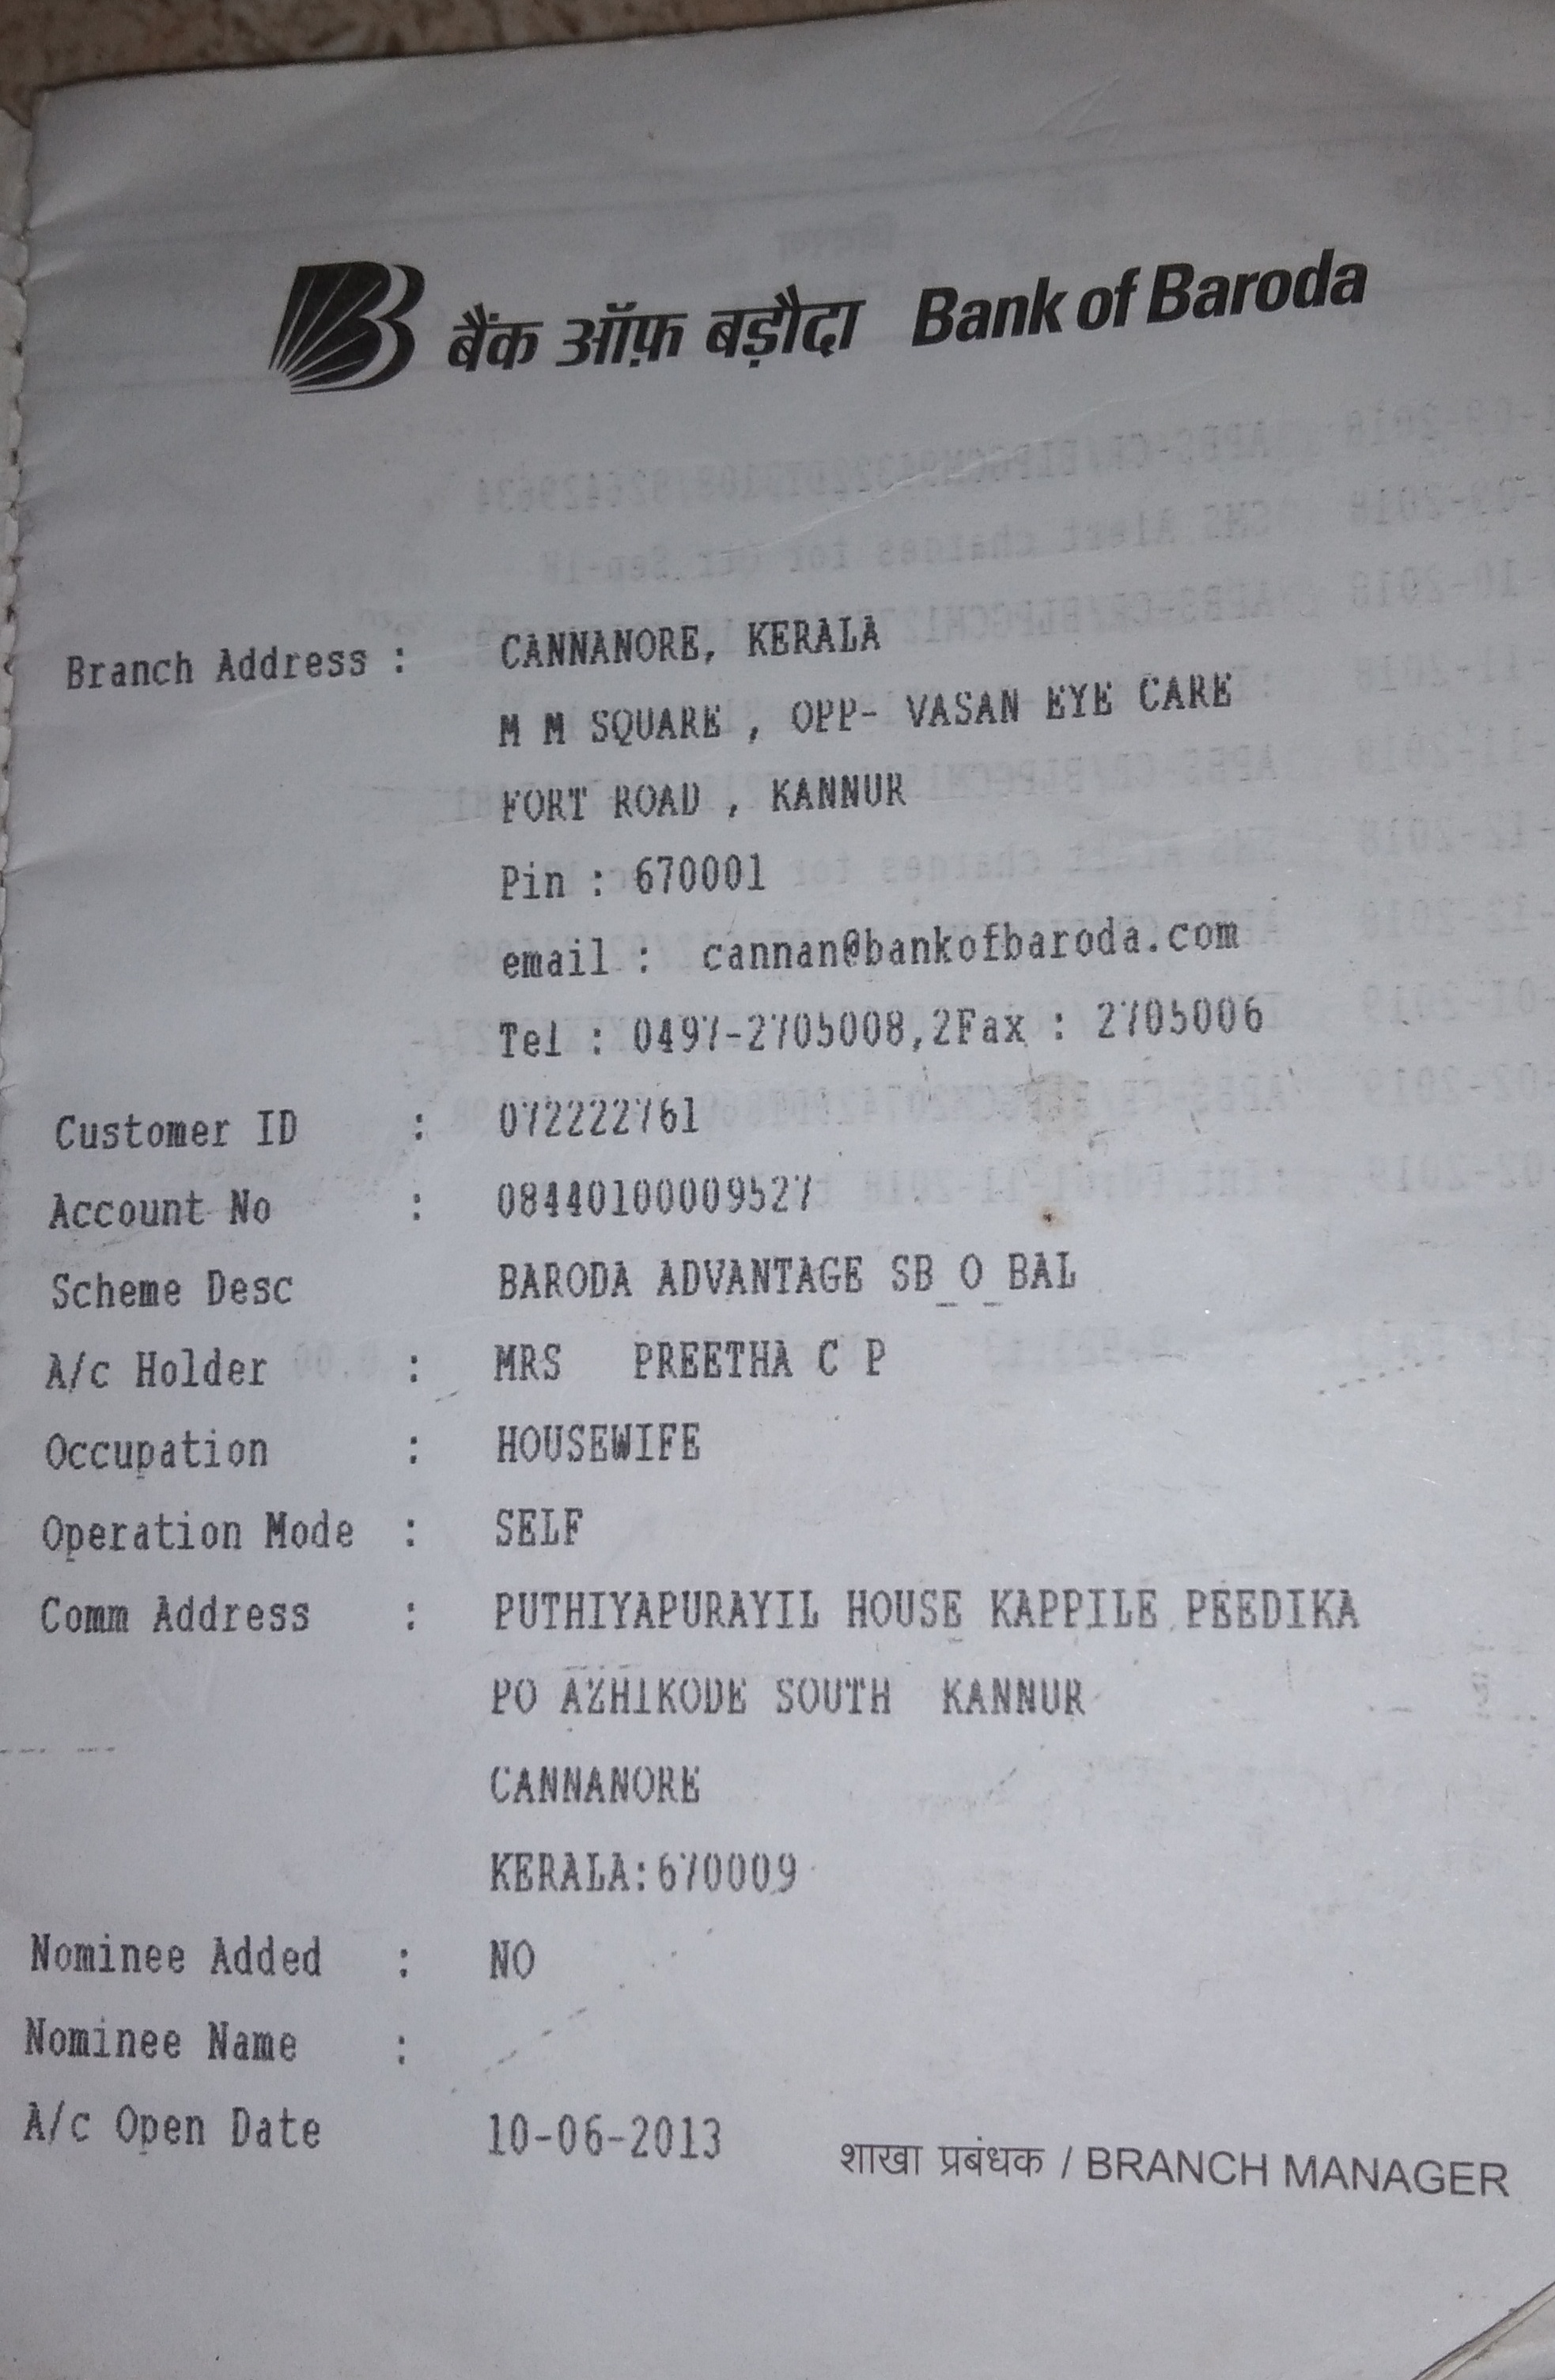 बैंक ऑफ़ बड़ौदा Bank of Baroda
Branch Address : CANNANORE, KERALA
M M SQUARE , OPP- VASAN EYE CARE
FORT ROAD , KANNUR
Pin : 670001
email : cannan@bankofbaroda.com
Tel : 0497-2705008,2Fax : 2705006
Customer ID : 072222761
Account No : 08440100009527
Scheme Desc BARODA ADVANTAGE SB_O_BAL
A/c Holder : MRS PREETHA C P
Occupation : HOUSEWIFE
Operation Mode : SELF
Comm Address : PUTHIYAPURAYIL HOUSE KAPPILE PEEDIKA
PO AZHIKODE SOUTH KANNUR
CANNANORE
KERALA:670009
Nominee Added : NO
Nominee Name :
A/c Open Date 10-06-2013
शाखा प्रबंधक / BRANCH MANAGER